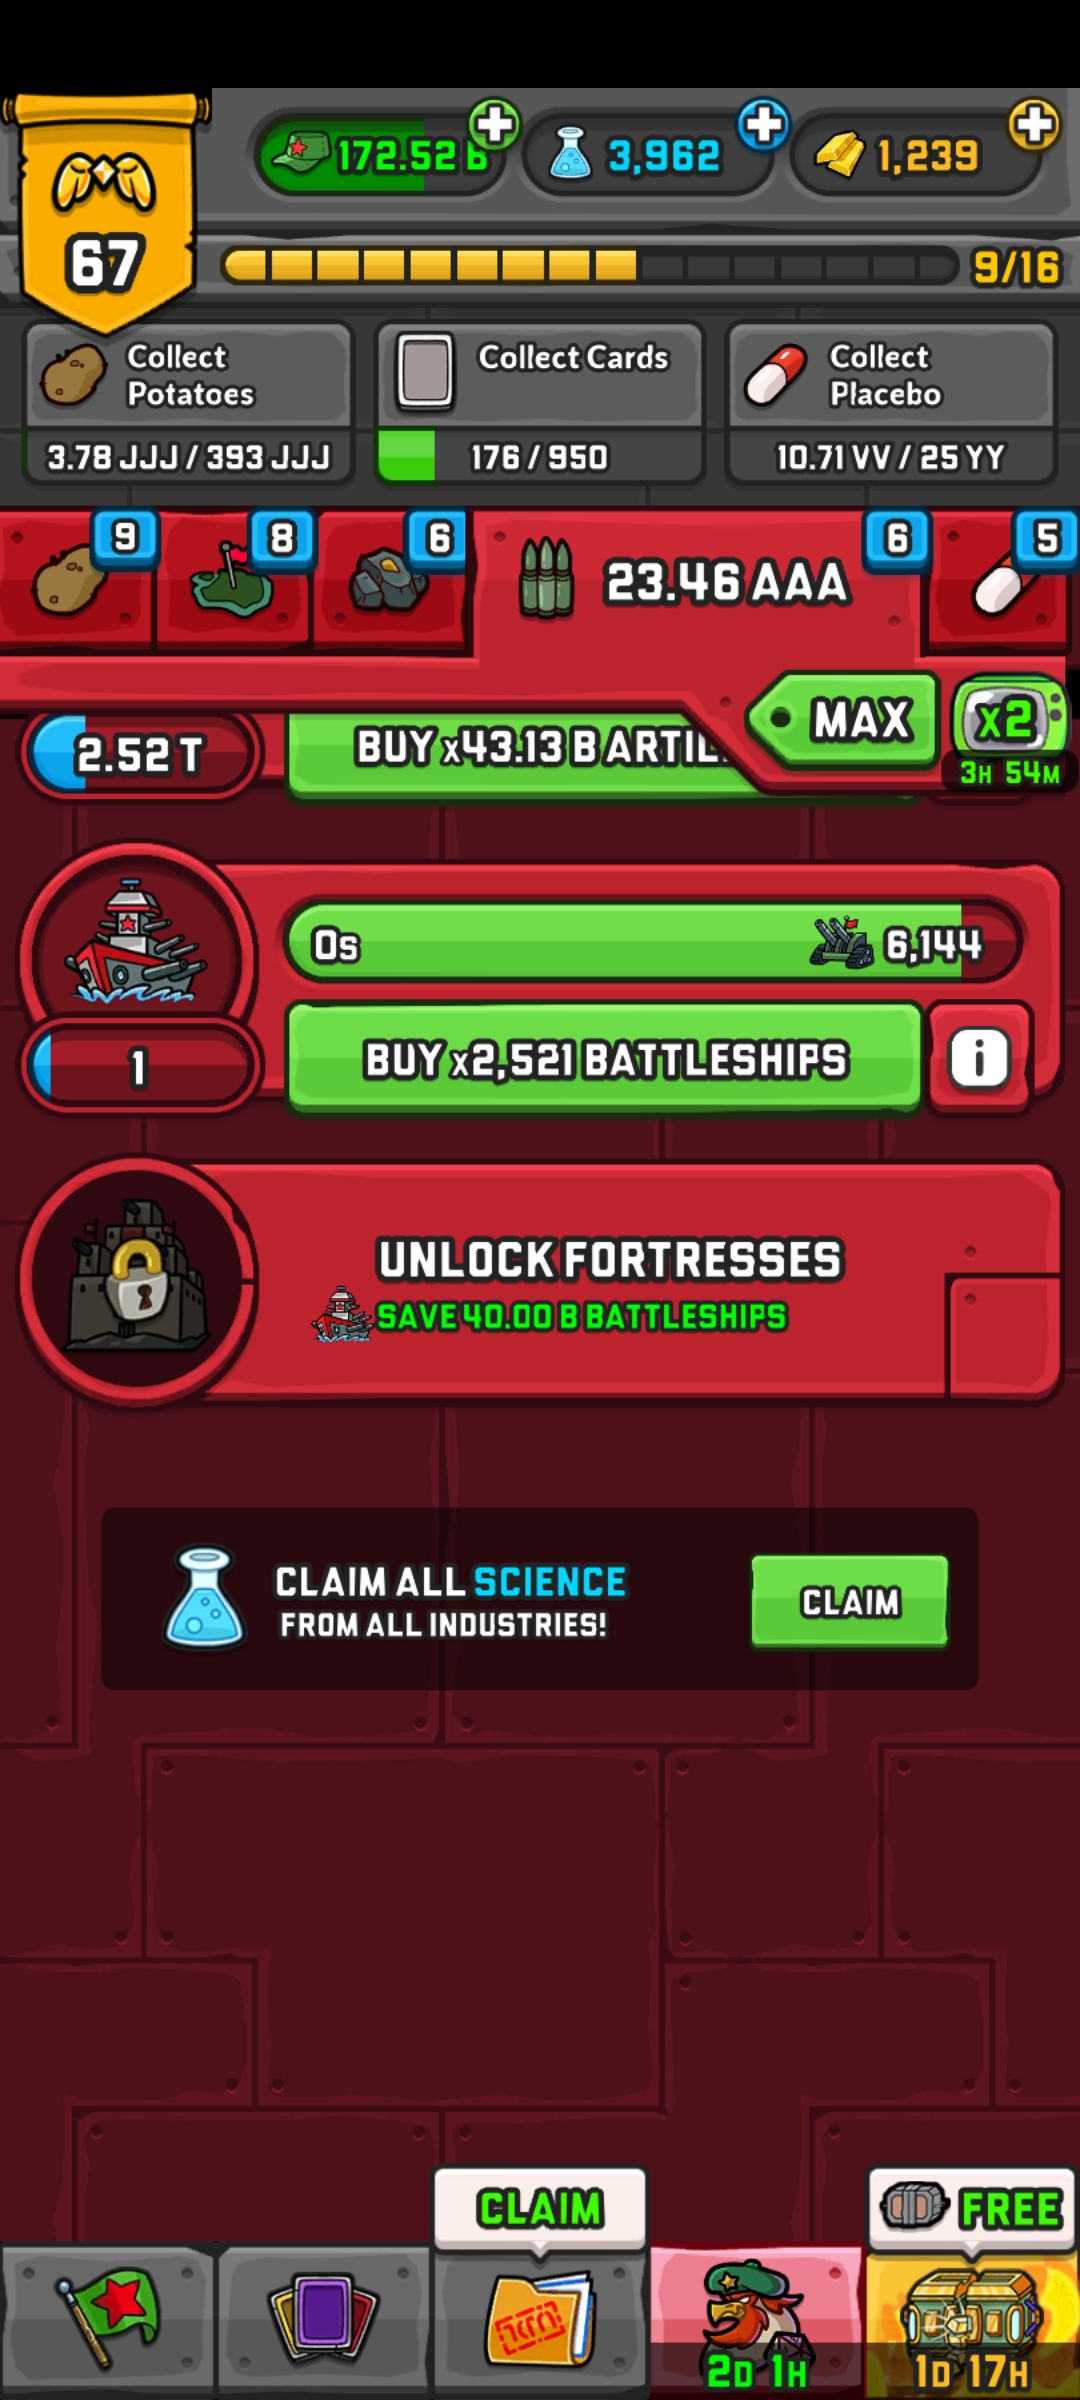 67
172.52 B
3,962
1,239
9/16
Collect
Potatoes
3.78 JJJ / 393 JJJ
Collect Cards
176 / 950
Collect
Placebo
10.71 VV / 25 YY
9
8
6
23.46 AAA
6
5
MAX
x2
3H 54M
2.52 T
BUY x43.13 B ARTIL
0s
6,144
1
BUY x2,521 BATTLESHIPS
i
UNLOCK FORTRESSES
SAVE 40.00 B BATTLESHIPS
CLAIM ALL SCIENCE
FROM ALL INDUSTRIES!
CLAIM
CLAIM
FREE
2D 1H
1D 17H